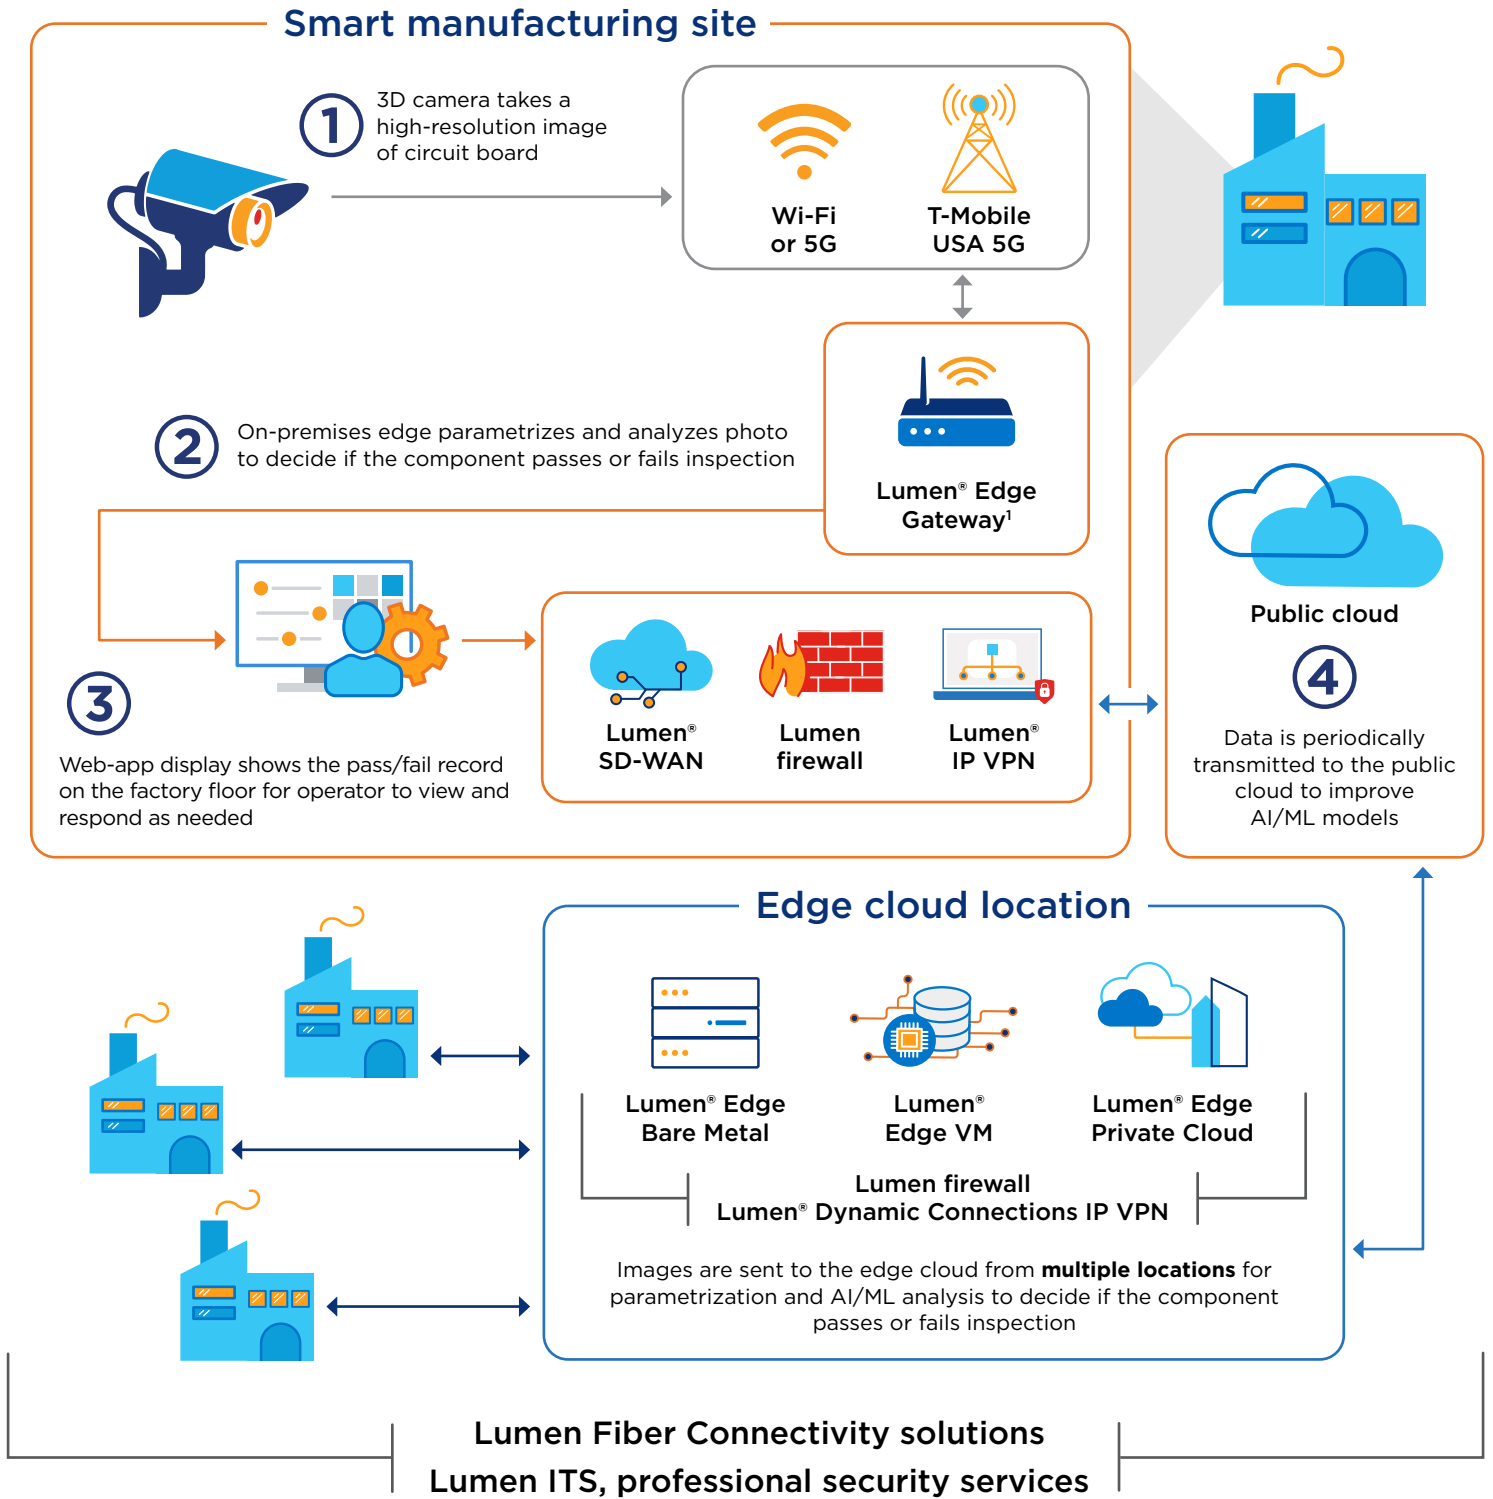 Smart manufacturing site
1
3D camera takes a
high-resolution image
of circuit board
Wi-Fi
or 5G
T-Mobile
USA 5G
2
On-premises edge parametrizes and analyzes photo
to decide if the component passes or fails inspection
Lumen® Edge
Gateway¹
3
Web-app display shows the pass/fail record
on the factory floor for operator to view and
respond as needed
Lumen®
SD-WAN
Lumen
firewall
Lumen®
IP VPN
Public cloud
4
Data is periodically
transmitted to the public
cloud to improve
AI/ML models
Edge cloud location
Lumen® Edge
Bare Metal
Lumen®
Edge VM
Lumen® Edge
Private Cloud
Lumen firewall
Lumen® Dynamic Connections IP VPN
Images are sent to the edge cloud from multiple locations for
parametrization and AI/ML analysis to decide if the component
passes or fails inspection
Lumen Fiber Connectivity solutions
Lumen ITS, professional security services